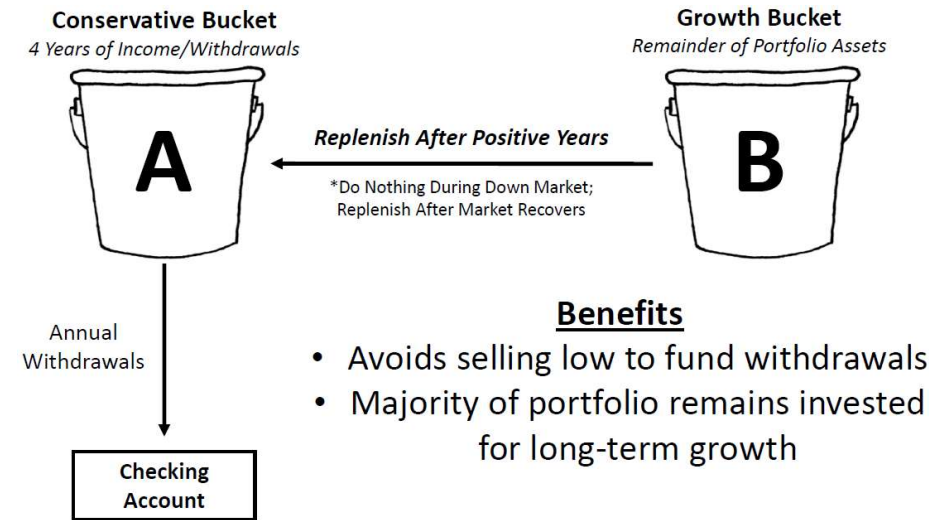 Conservative Bucket
4 Years of Income/Withdrawals
A
Growth Bucket
Remainder of Portfolio Assets
B
Replenish After Positive Years
*Do Nothing During Down Market;
Replenish After Market Recovers
Annual
Withdrawals
Checking
Account
Benefits
• Avoids selling low to fund withdrawals
• Majority of portfolio remains invested
for long-term growth